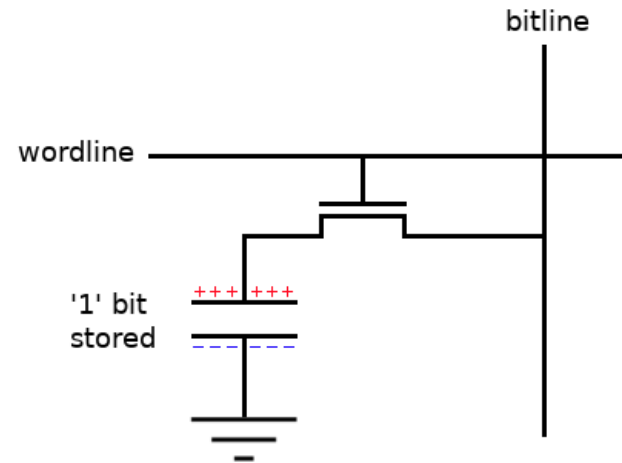 bitline
wordline
+++ +++
'1' bit
stored